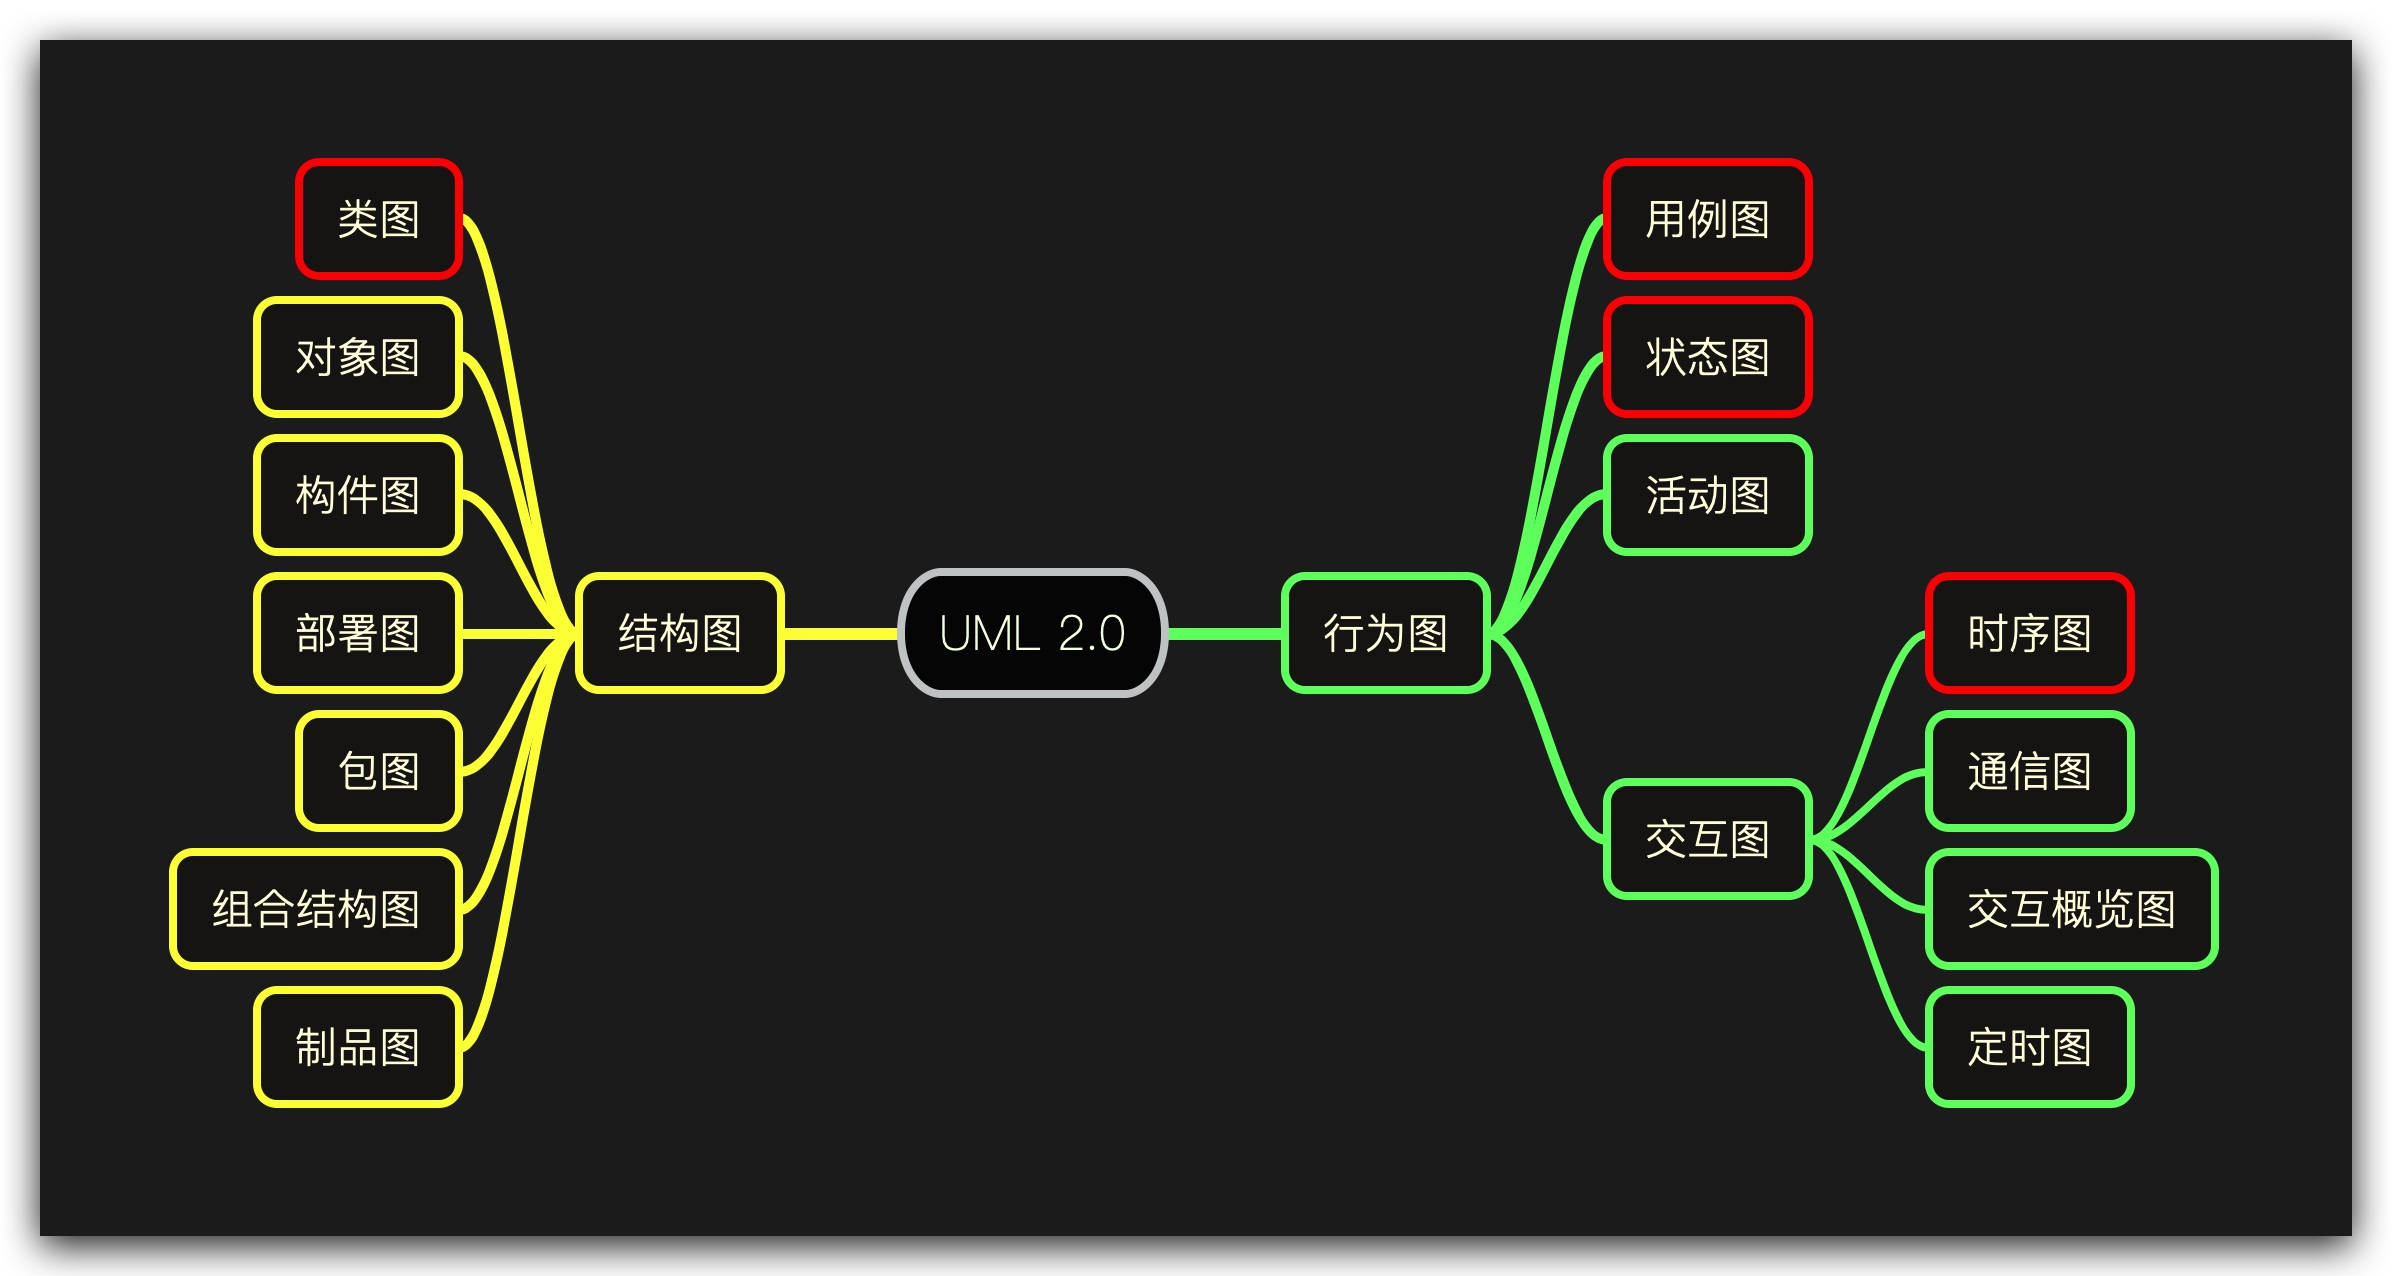 类图
对象图
构件图
部署图
包图
组合结构图
制品图
结构图
UML 2.0
行为图
用例图
状态图
活动图
交互图
时序图
通信图
交互概览图
定时图